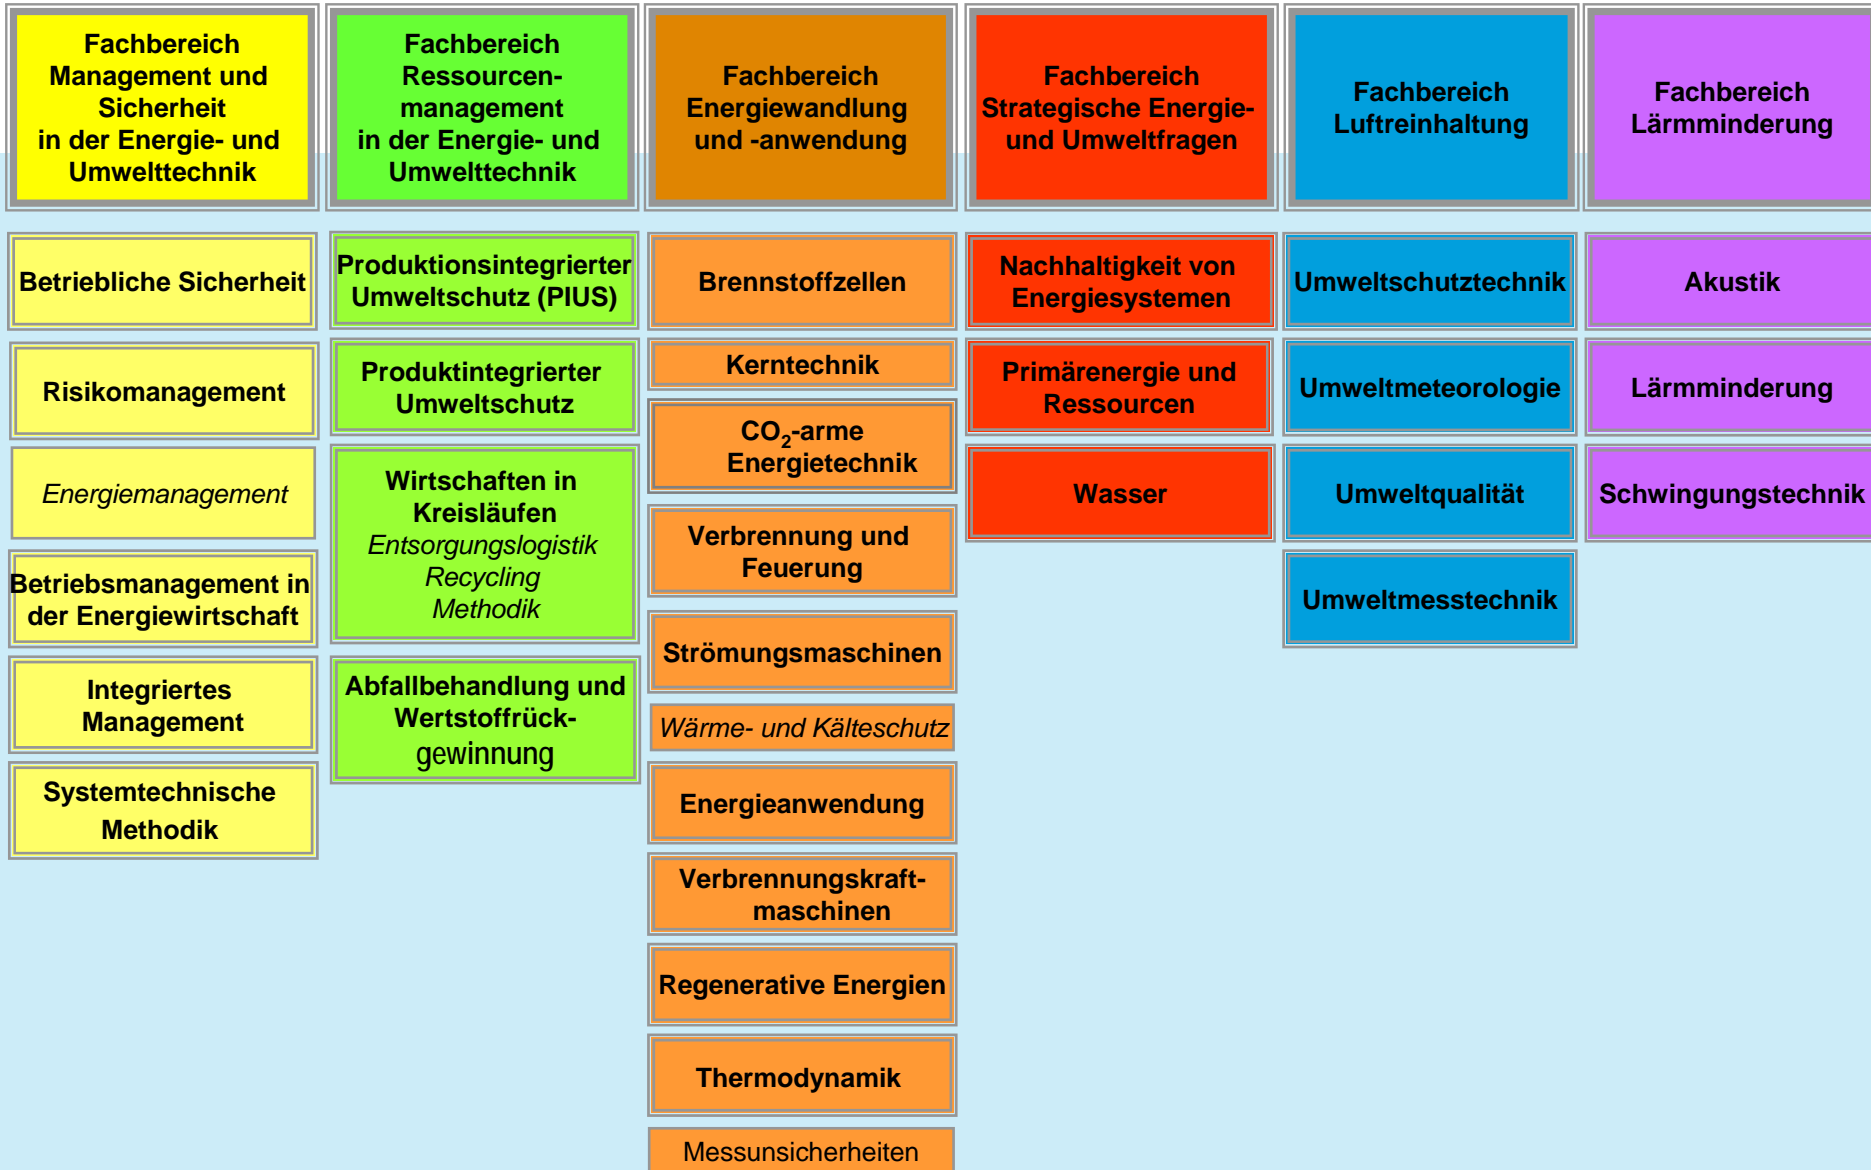 Fachbereich
Management und
Sicherheit
in der Energie- und
Umwelttechnik
Fachbereich
Ressourcen-
management
in der Energie- und
Umwelttechnik
Fachbereich
Energiewandlung
und -anwendung
Fachbereich
Strategische Energie-
und Umweltfragen
Fachbereich
Luftreinhaltung
Fachbereich
Lärmminderung
Betriebliche Sicherheit
Risikomanagement
Energiemanagement
Betriebsmanagement in
der Energiewirtschaft
Integriertes
Management
Systemtechnische
Methodik
Produktionsintegrierter
Umweltschutz (PIUS)
Produktintegrierter
Umweltschutz
Wirtschaften in
Kreisläufen
Entsorgungslogistik
Recycling
Methodik
Abfallbehandlung und
Wertstoffrück-
gewinnung
Brennstoffzellen
Kerntechnik
CO₂-arme
Energietechnik
Verbrennung und
Feuerung
Strömungsmaschinen
Wärme- und Kälteschutz
Energieanwendung
Verbrennungskraft-
maschinen
Regenerative Energien
Thermodynamik
Messunsicherheiten
Nachhaltigkeit von
Energiesystemen
Primärenergie und
Ressourcen
Wasser
Umweltschutztechnik
Umweltmeteorologie
Umweltqualität
Umweltmesstechnik
Akustik
Lärmminderung
Schwingungstechnik